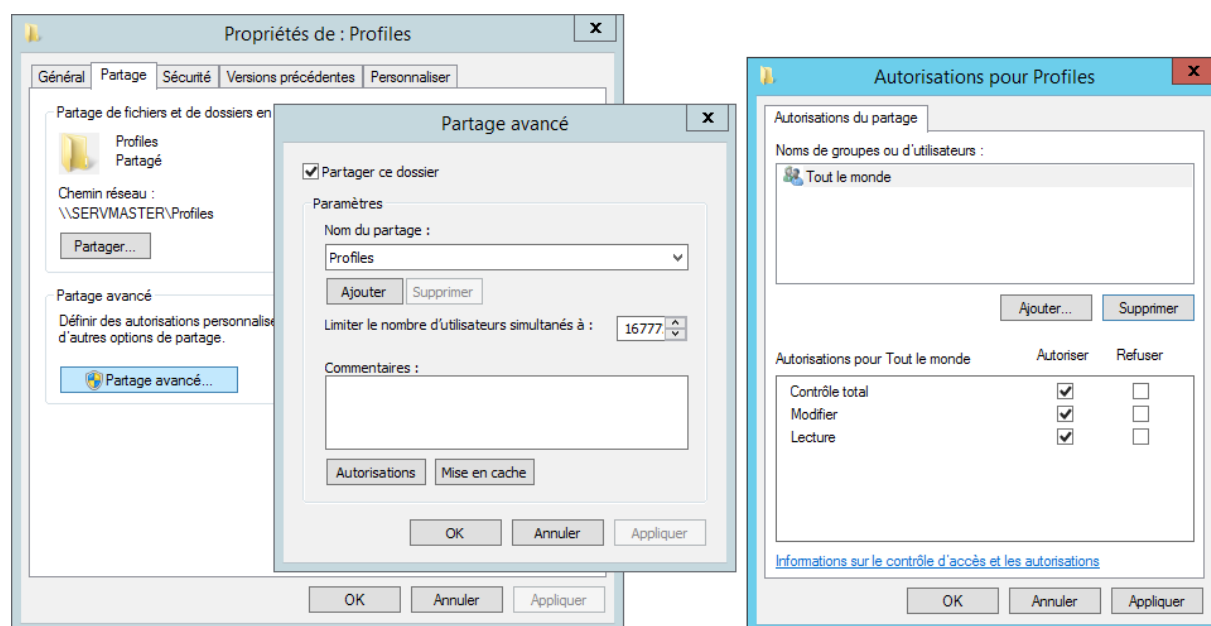 Propriétés de : Profiles
x
Général Partage Sécurité Versions précédentes Personnaliser
Partage de fichiers et de dossiers en
Profiles
Partagé
Chemin réseau :
\\SERVMASTER\Profiles
Partager...
Partage avancé
Définir des autorisations
d'autres options de partage.
Partage avancé...
OK Annuler Appliquer
Partage avancé
x
Partager ce dossier
Paramètres
Nom du partage :
Profiles
Ajouter Supprimer
Limiter le nombre d'utilisateurs simultanés à : 16777
Commentaires :
Autorisations Mise en cache
OK Annuler Appliquer
Autorisations pour Profiles
x
Autorisations du partage
Noms de groupes ou d'utilisateurs :
Tout le monde
Ajouter... Supprimer
Autorisations pour Tout le monde Autoriser Refuser
Contrôle total
Modifier
Lecture
Informations sur le contrôle d'accès et les autorisations
OK Annuler Appliquer